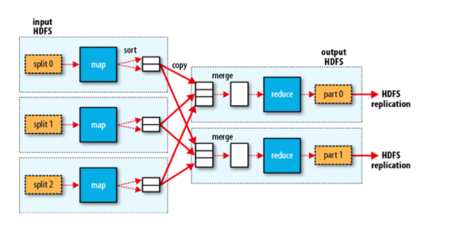 input
HDFS
sort
split 0
map
copy
split 1
map
split 2
map
output
HDFS
merge
reduce
part 0
HDFS
replication
merge
reduce
part 1
HDFS
replication